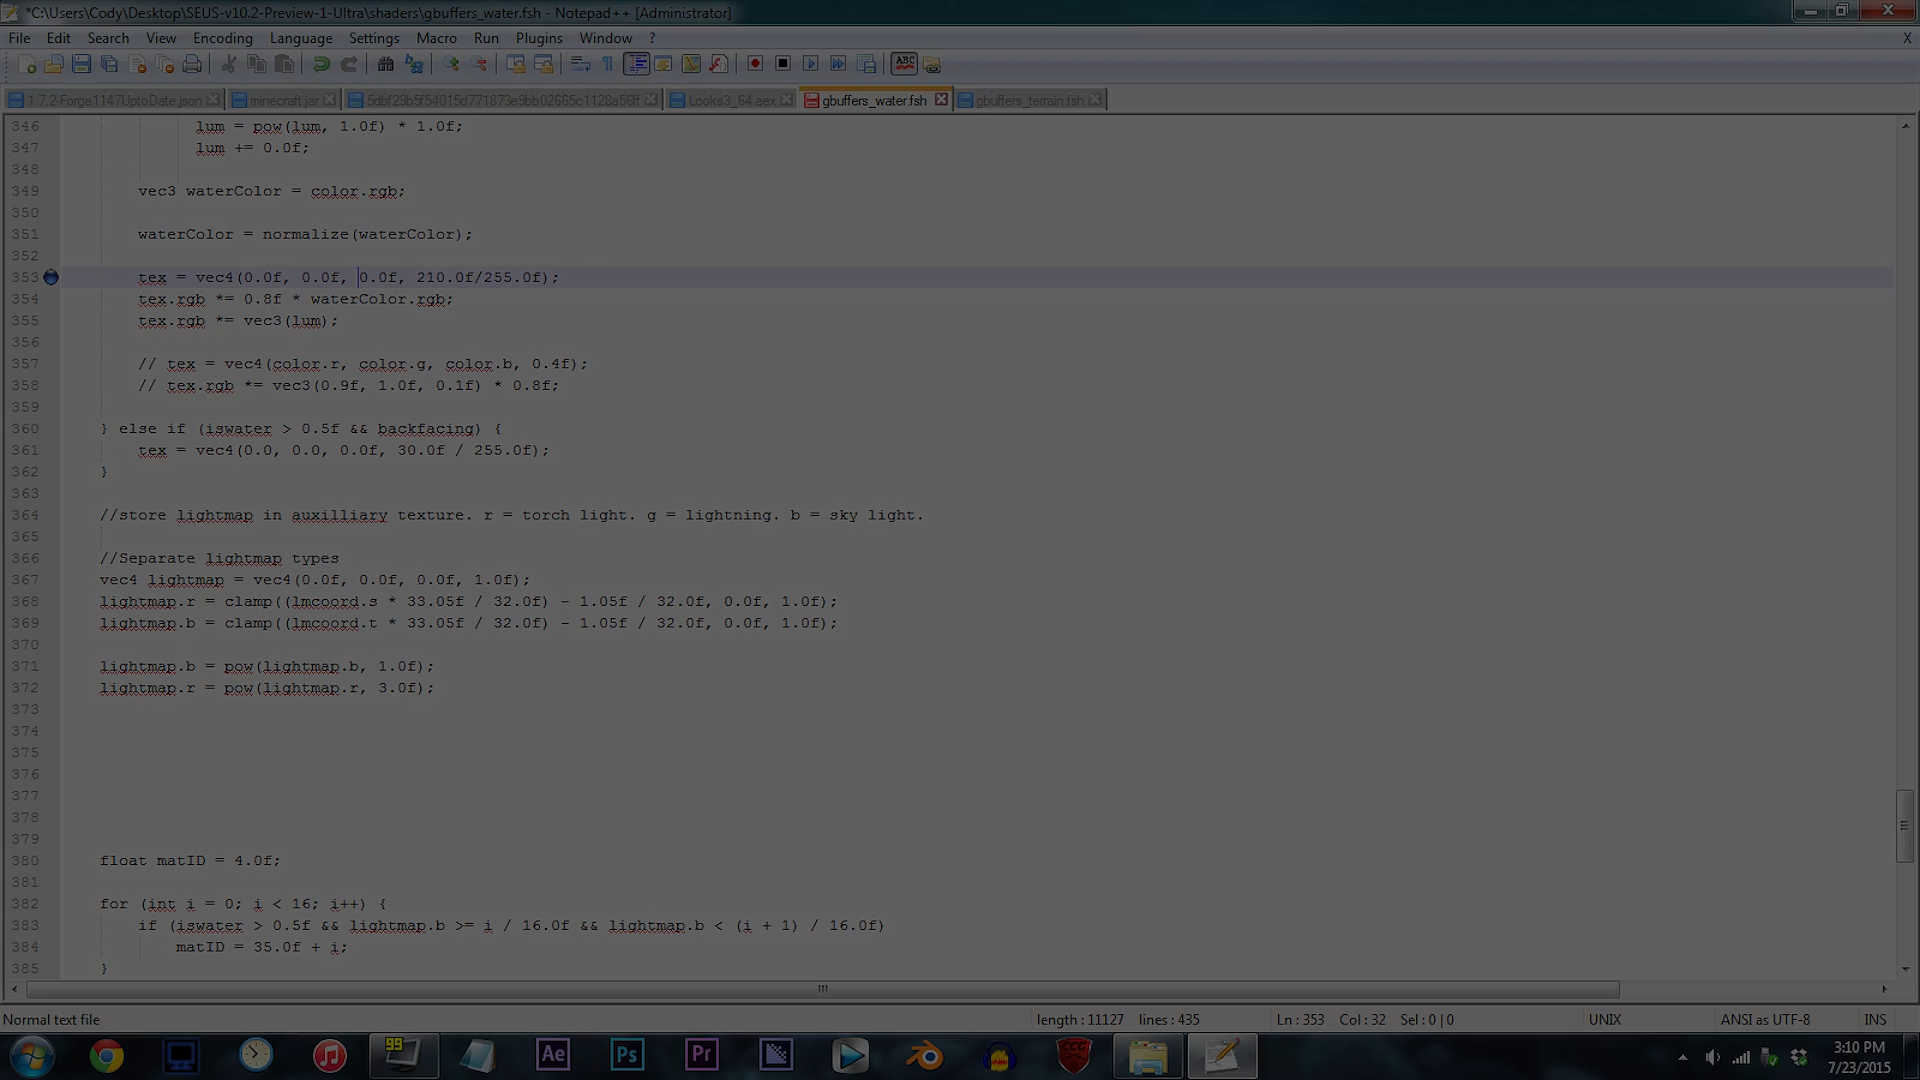 *C:\Users\Cody\Desktop\SEUS-v10.2-Preview-1-Ultra\shaders\gbuffers_water.fsh - Notepad++ [Administrator]
File Edit Search View Encoding Language Settings Macro Run Plugins Window ? X
ABC
1.7.2-Forge1147UptoDate.json minecraft.jar 5dbf29b5f54015d771873e9bb02665c1128a56ff Looks3_64.aex gbuffers_water.fsh gbuffers_terrain.fsh
346 lum = pow(lum, 1.0f) * 1.0f;
347 lum += 0.0f;
348
349 vec3 waterColor = color.rgb;
350
351 waterColor = normalize(waterColor);
352
353 tex = vec4(0.0f, 0.0f, 0.0f, 210.0f/255.0f);
354 tex.rgb *= 0.8f * waterColor.rgb;
355 tex.rgb *= vec3(lum);
356
357 // tex = vec4(color.r, color.g, color.b, 0.4f);
358 // tex.rgb *= vec3(0.9f, 1.0f, 0.1f) * 0.8f;
359
360 } else if (iswater > 0.5f && backfacing) {
361 tex = vec4(0.0, 0.0, 0.0f, 30.0f / 255.0f);
362 }
363
364 //store lightmap in auxilliary texture. r = torch light. g = lightning. b = sky light.
365
366 //Separate lightmap types
367 vec4 lightmap = vec4(0.0f, 0.0f, 0.0f, 1.0f);
368 lightmap.r = clamp((lmcoord.s * 33.05f / 32.0f) - 1.05f / 32.0f, 0.0f, 1.0f);
369 lightmap.b = clamp((lmcoord.t * 33.05f / 32.0f) - 1.05f / 32.0f, 0.0f, 1.0f);
370
371 lightmap.b = pow(lightmap.b, 1.0f);
372 lightmap.r = pow(lightmap.r, 3.0f);
373
374
375
376
377
378
379
380 float matID = 4.0f;
381
382 for (int i = 0; i < 16; i++) {
383 if (iswater > 0.5f && lightmap.b >= i / 16.0f && lightmap.b < (i + 1) / 16.0f)
384 matID = 35.0f + i;
385 }
Normal text file length : 11127 lines : 435 Ln : 353 Col : 32 Sel : 0 | 0 UNIX ANSI as UTF-8 INS
99 Ae Ps Pr
3:10 PM
7/23/2015